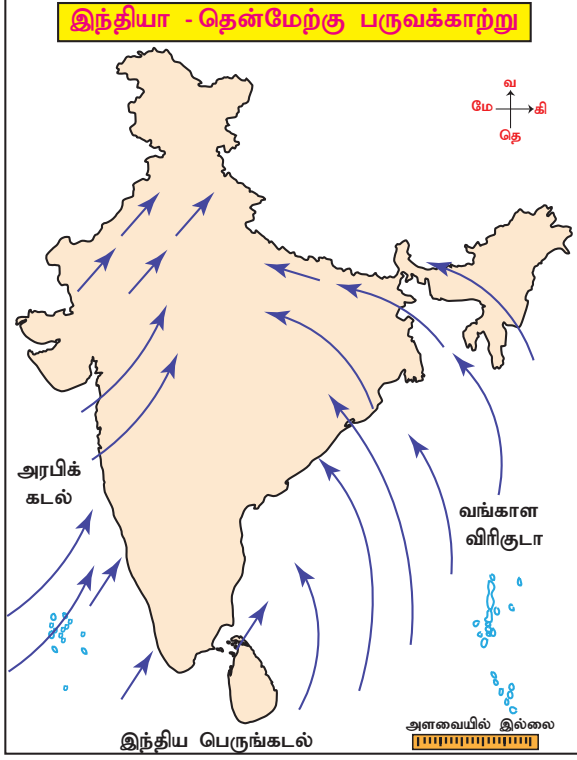 இந்தியா - தென்மேற்கு பருவக்காற்று
வ
மே
கி
தெ
அரபிக்
கடல்
வங்காள
விரிகுடா
இந்திய பெருங்கடல்
அளவையில் இல்லை